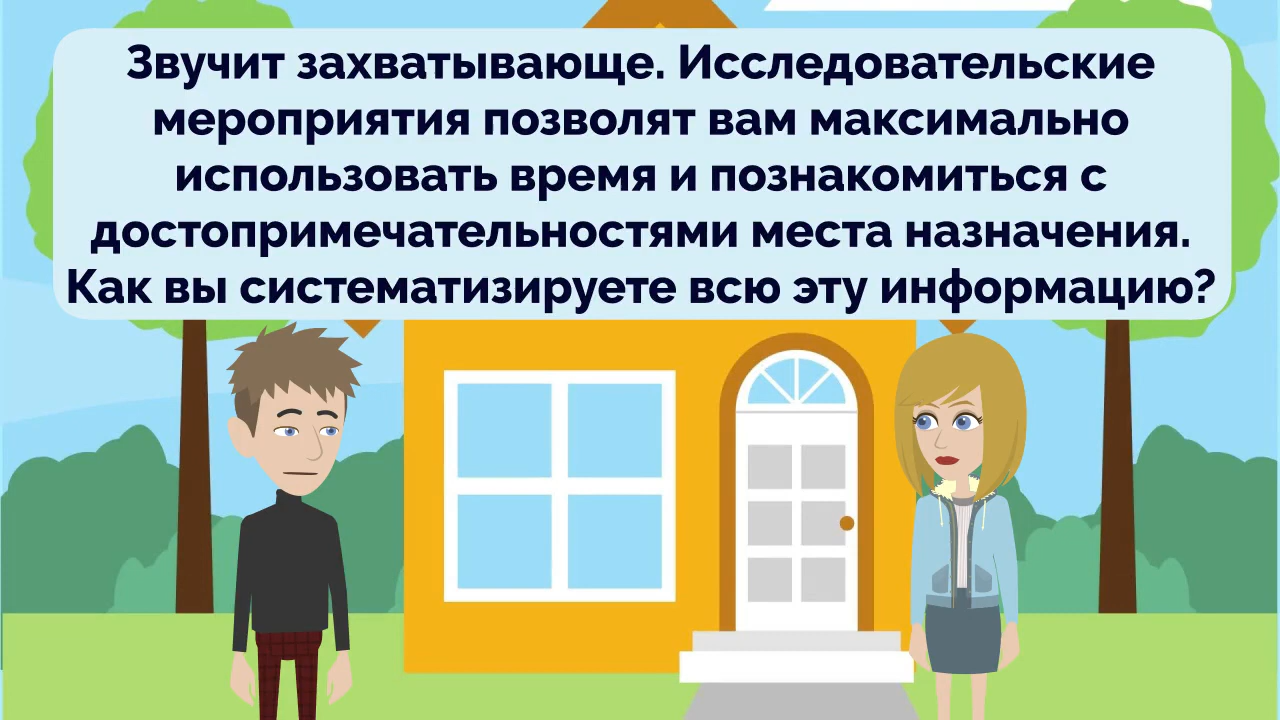 Звучит захватывающе. Исследовательские
мероприятия позволят вам максимально
использовать время и познакомиться с
достопримечательностями места назначения.
Как вы систематизируете всю эту информацию?